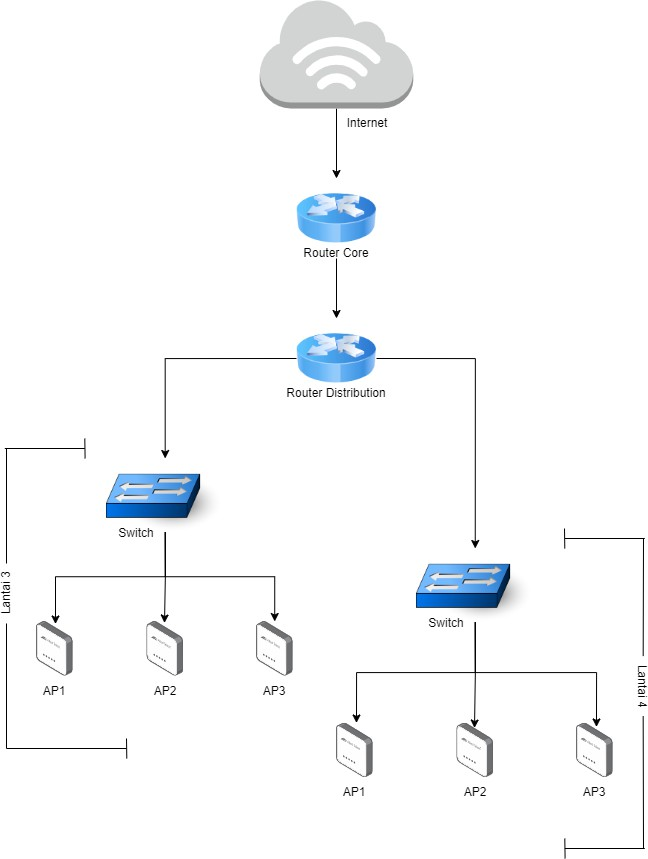 Internet
Router Core
Router Distribution
Switch
Lantai 3
AP1
AP2
AP3
Switch
Lantai 4
AP1
AP2
AP3